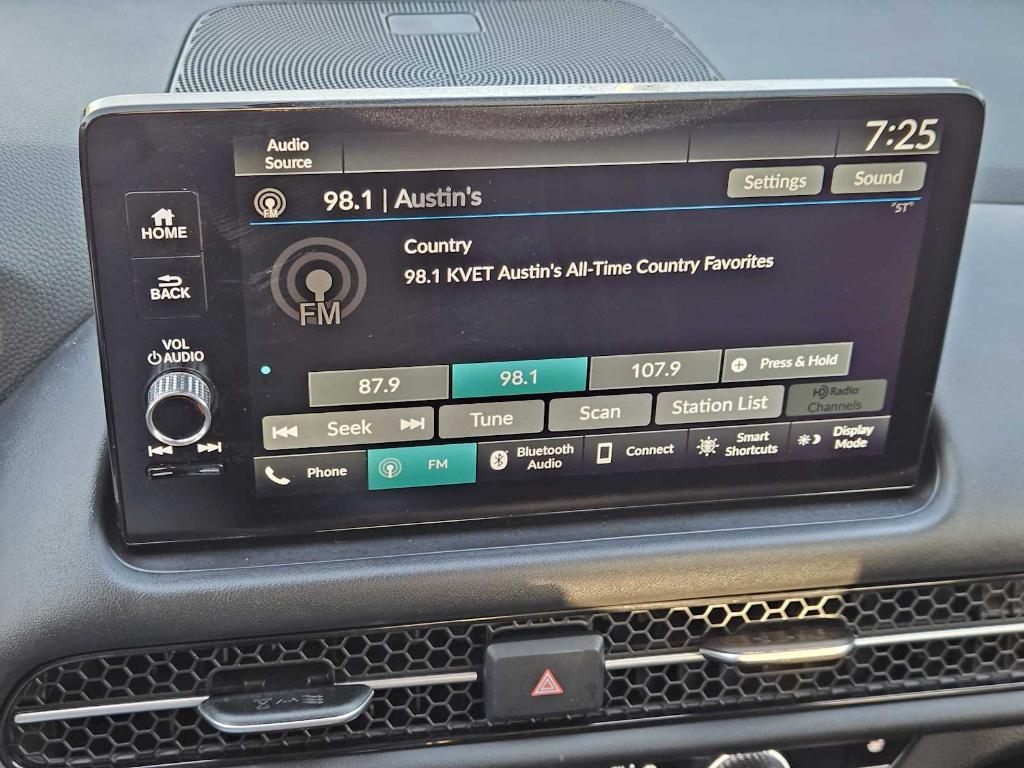 Audio
Source
7:25
FM
98.1 | Austin's
Settings
Sound
"ST"
HOME
BACK
VOL
AUDIO
FM
Country
98.1 KVET Austin's All-Time Country Favorites
87.9
98.1
107.9
Press & Hold
Seek
Tune
Scan
Station List
HD Radio
Channels
Phone
FM
Bluetooth
Audio
Connect
Smart
Shortcuts
Display
Mode